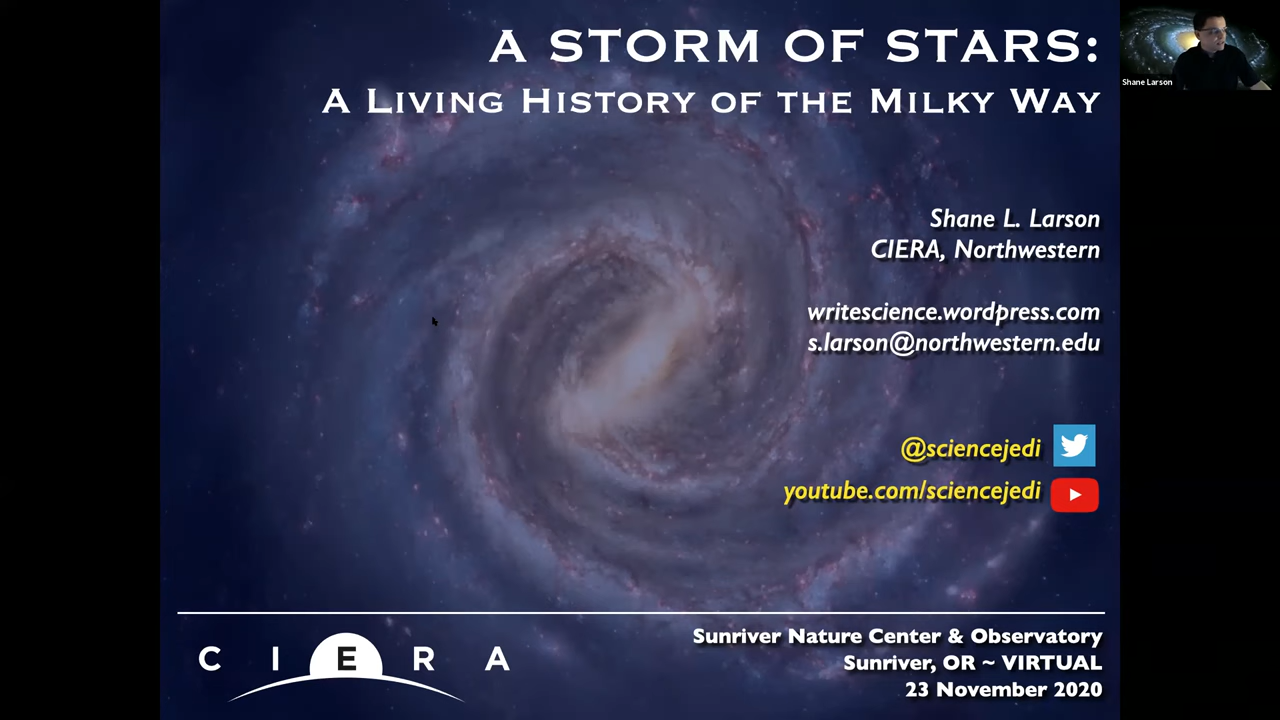 A STORM OF STARS:
A LIVING HISTORY OF THE MILKY WAY
Shane Larson
Shane L. Larson
CIERA, Northwestern
writescience.wordpress.com
s.larson@northwestern.edu
@sciencejedi
youtube.com/sciencejedi
CIERA
Sunriver Nature Center & Observatory
Sunriver, OR ~ VIRTUAL
23 November 2020